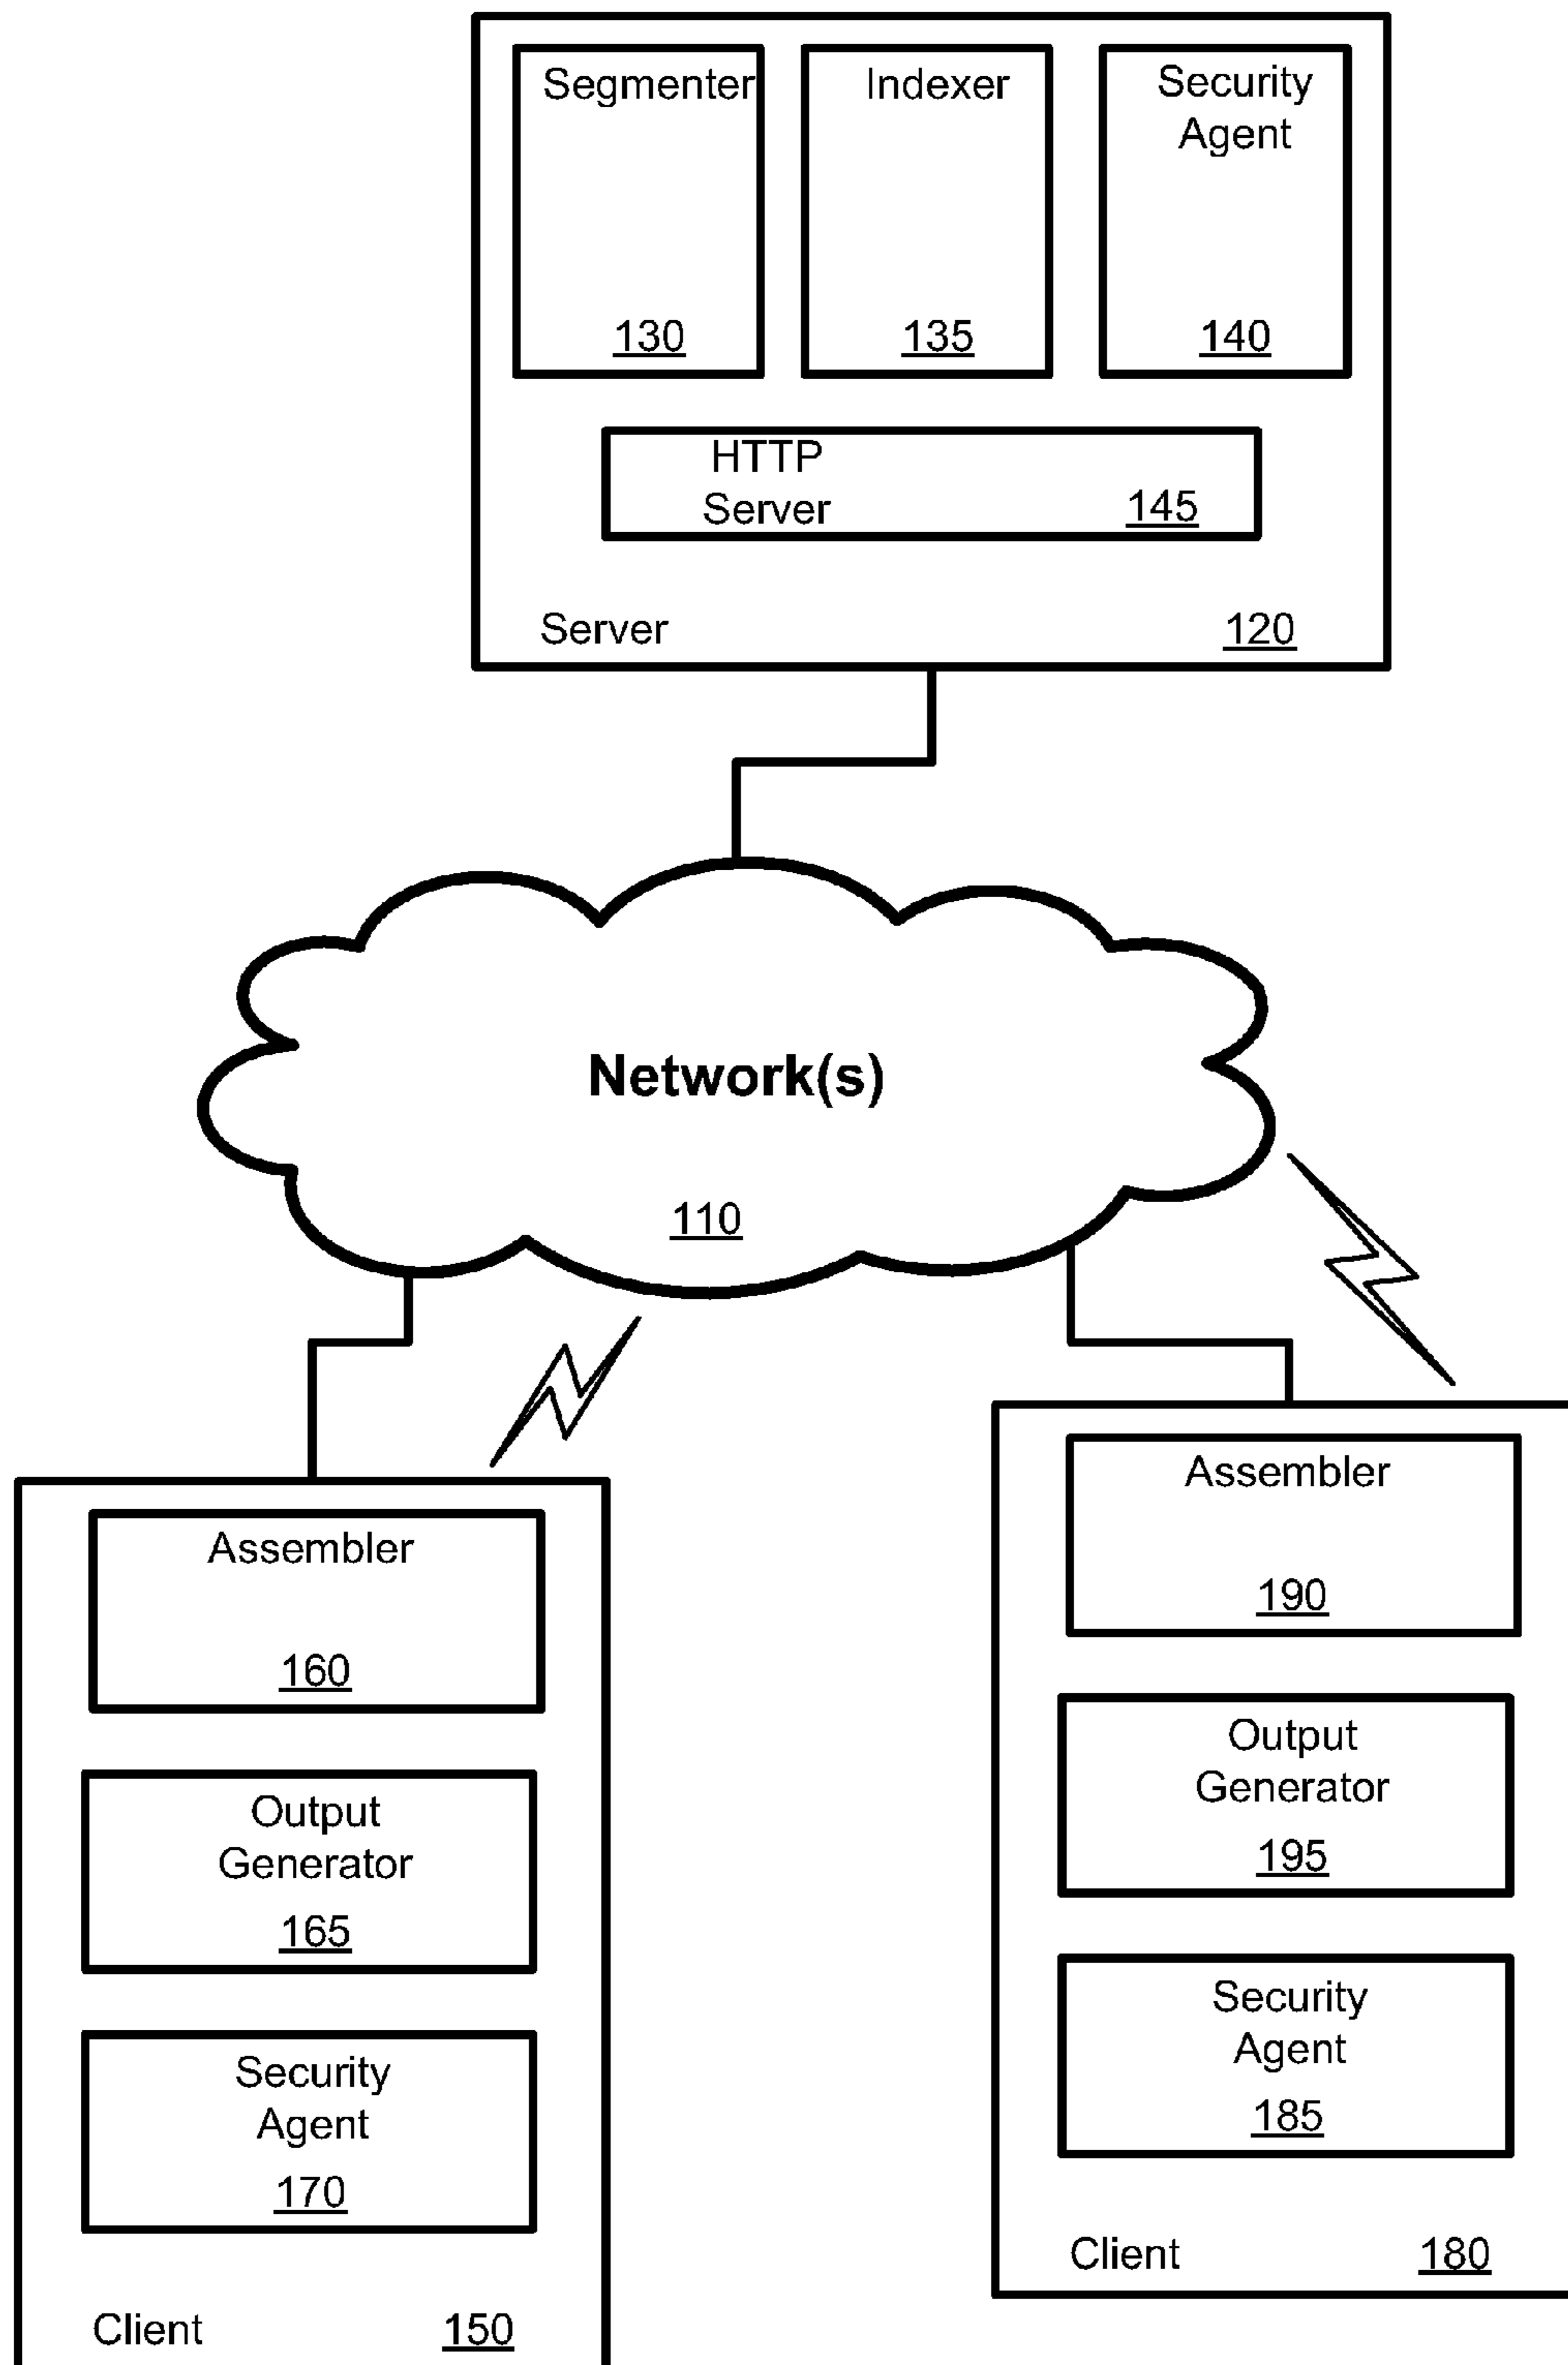 Segmenter
130
Indexer
135
Security
Agent
140
HTTP
Server
145
Server
120
Network(s)
110
Assembler
160
Output
Generator
165
Security
Agent
170
Client
150
Assembler
190
Output
Generator
195
Security
Agent
185
Client
180